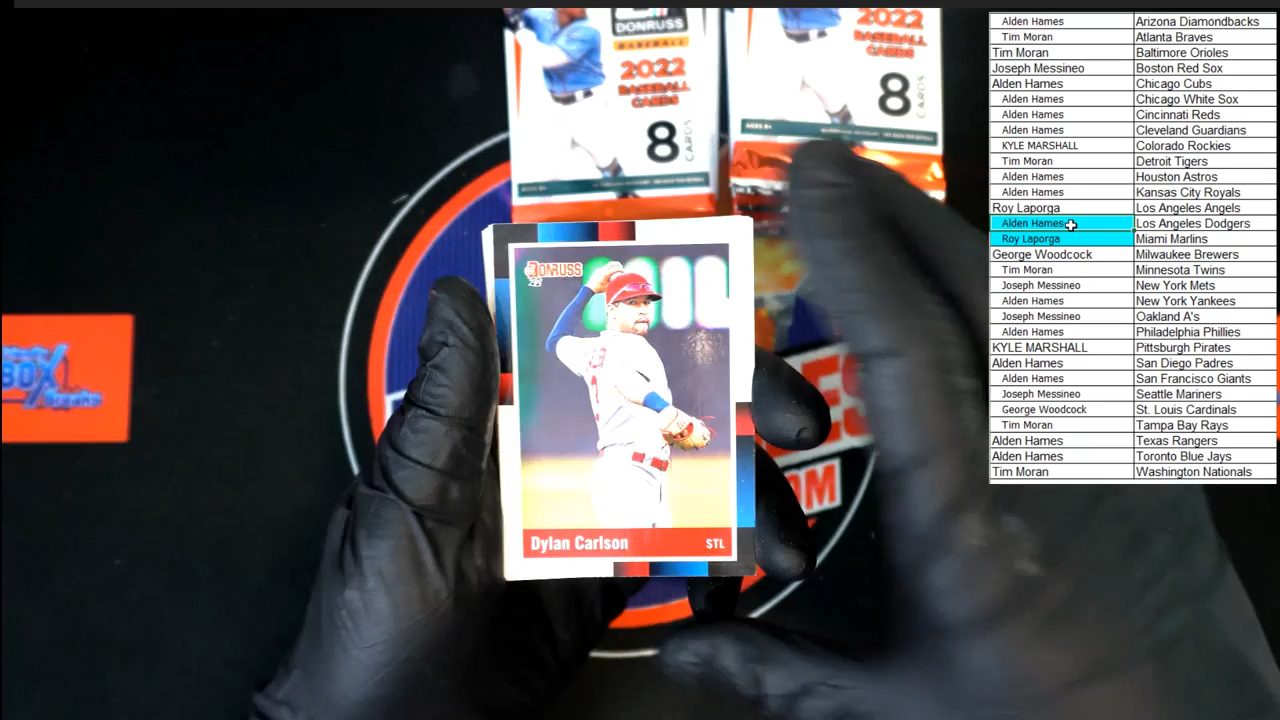 DONRUSS
BASEBALL
2022
BASEBALL
CARDS
8
CARDS
2022
BASEBALL
CARDS
8
CARDS
AGES 8+
DONRUSS
22
Dylan Carlson
STL
BOX
Breaks
OM
Alden Hames Arizona Diamondbacks
Tim Moran Atlanta Braves
Tim Moran Baltimore Orioles
Joseph Messineo Boston Red Sox
Alden Hames Chicago Cubs
Alden Hames Chicago White Sox
Alden Hames Cincinnati Reds
Alden Hames Cleveland Guardians
KYLE MARSHALL Colorado Rockies
Tim Moran Detroit Tigers
Alden Hames Houston Astros
Alden Hames Kansas City Royals
Roy Laporga Los Angeles Angels
Alden Hames Los Angeles Dodgers
Roy Laporga Miami Marlins
George Woodcock Milwaukee Brewers
Tim Moran Minnesota Twins
Joseph Messineo New York Mets
Alden Hames New York Yankees
Joseph Messineo Oakland A's
Alden Hames Philadelphia Phillies
KYLE MARSHALL Pittsburgh Pirates
Alden Hames San Diego Padres
Alden Hames San Francisco Giants
Joseph Messineo Seattle Mariners
George Woodcock St. Louis Cardinals
Tim Moran Tampa Bay Rays
Alden Hames Texas Rangers
Alden Hames Toronto Blue Jays
Tim Moran Washington Nationals